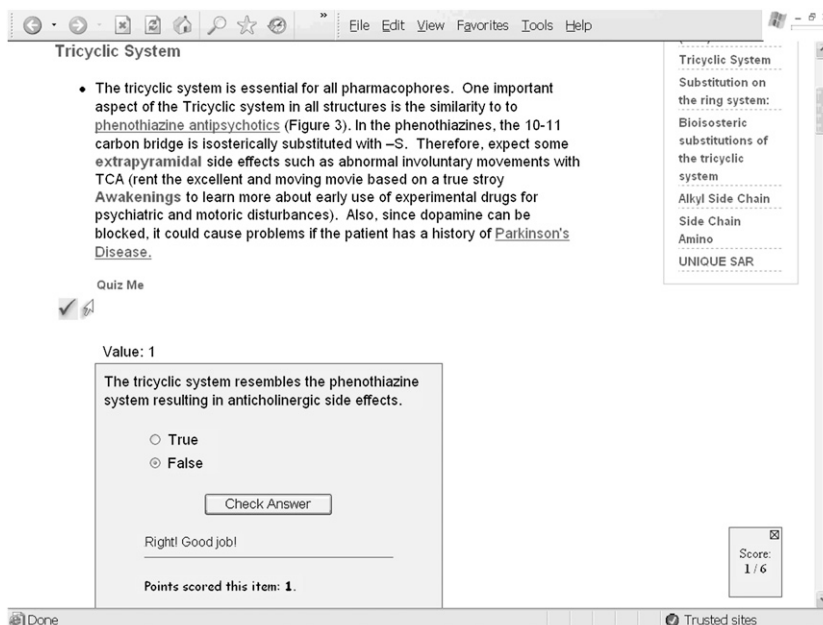 » File Edit View Favorites Tools Help
Tricyclic System
• The tricyclic system is essential for all pharmacophores. One important
aspect of the Tricyclic system in all structures is the similarity to to
phenothiazine antipsychotics (Figure 3). In the phenothiazines, the 10-11
carbon bridge is isosterically substituted with –S. Therefore, expect some
extrapyramidal side effects such as abnormal involuntary movements with
TCA (rent the excellent and moving movie based on a true stroy
Awakenings to learn more about early use of experimental drugs for
psychiatric and motoric disturbances). Also, since dopamine can be
blocked, it could cause problems if the patient has a history of Parkinson's
Disease.
Quiz Me
Value: 1
The tricyclic system resembles the phenothiazine
system resulting in anticholinergic side effects.
True
False
Check Answer
Right! Good job!
Points scored this item: 1.
Tricyclic System
Substitution on
the ring system:
Bioisosteric
substitutions of
the tricyclic
system
Alkyl Side Chain
Side Chain
Amino
UNIQUE SAR
Score:
1 / 6
Done
Trusted sites